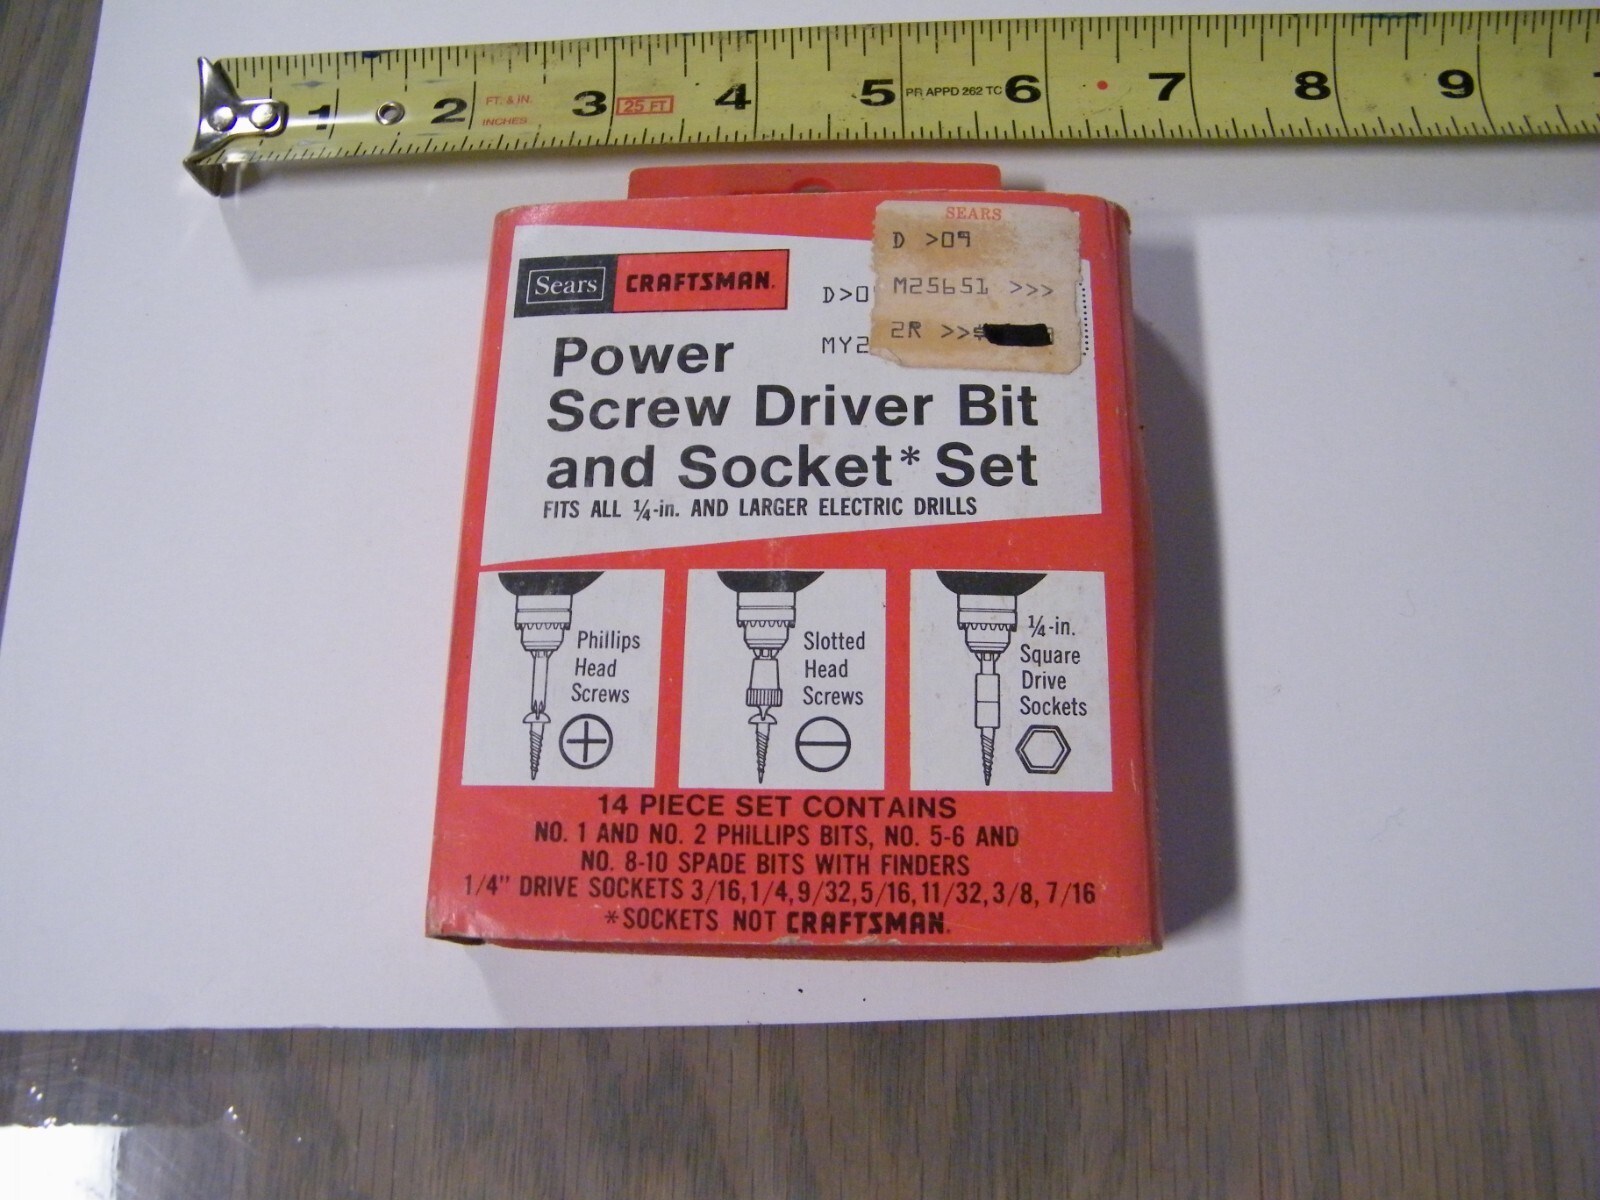 1 2 FT. & IN. INCHES 3 25 FT 4 5 PR APPD 262 TC 6 7 8 9
SEARS
D >09
M25651 >>>
2R >>$
Sears CRAFTSMAN.
D>0
MY2
Power
Screw Driver Bit
and Socket* Set
FITS ALL ¼-in. AND LARGER ELECTRIC DRILLS
Phillips
Head
Screws
Slotted
Head
Screws
¼-in.
Square
Drive
Sockets
14 PIECE SET CONTAINS
NO. 1 AND NO. 2 PHILLIPS BITS, NO. 5-6 AND
NO. 8-10 SPADE BITS WITH FINDERS
1/4" DRIVE SOCKETS 3/16,1/4,9/32,5/16,11/32,3/8, 7/16
*SOCKETS NOT CRAFTSMAN.